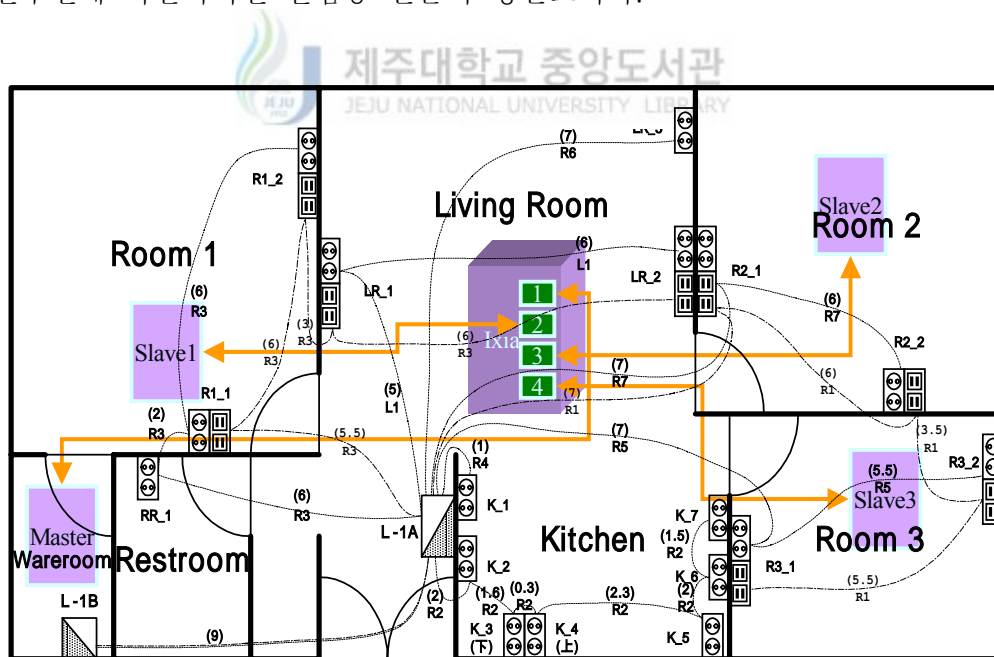 제주대학교 중앙도서관
JEJU NATIONAL UNIVERSITY LIBRARY
JEJU
1952
(7)
R6
R1_2
Living Room
Slave2
Room 2
Room 1
(6)
L1
LR_1
LR_2
R2_1
1
2
3
4
Ixia
(6)
R3
(3)
R3
(6)
R3
(6)
R3
Slave1
(6)
R7
R2_2
(7)
R7
(6)
R1
(7)
R1
R1_1
(5)
L1
(2)
R3
(5.5)
R3
(1)
R4
(7)
R5
(3.5)
R1
R3_2
(5.5)
R5
Slave3
RR_1
(6)
R3
K_1
L-1A
K_7
(1.5)
R2
Kitchen
Room 3
Master
Wareroom
Restroom
K_2
K_6
R3_1
(2)
R2
(1.6)
R2
(0.3)
R2
(2.3)
R2
(2)
R2
(5.5)
R1
L-1B
(9)
K_3
(下)
K_4
(上)
K_5